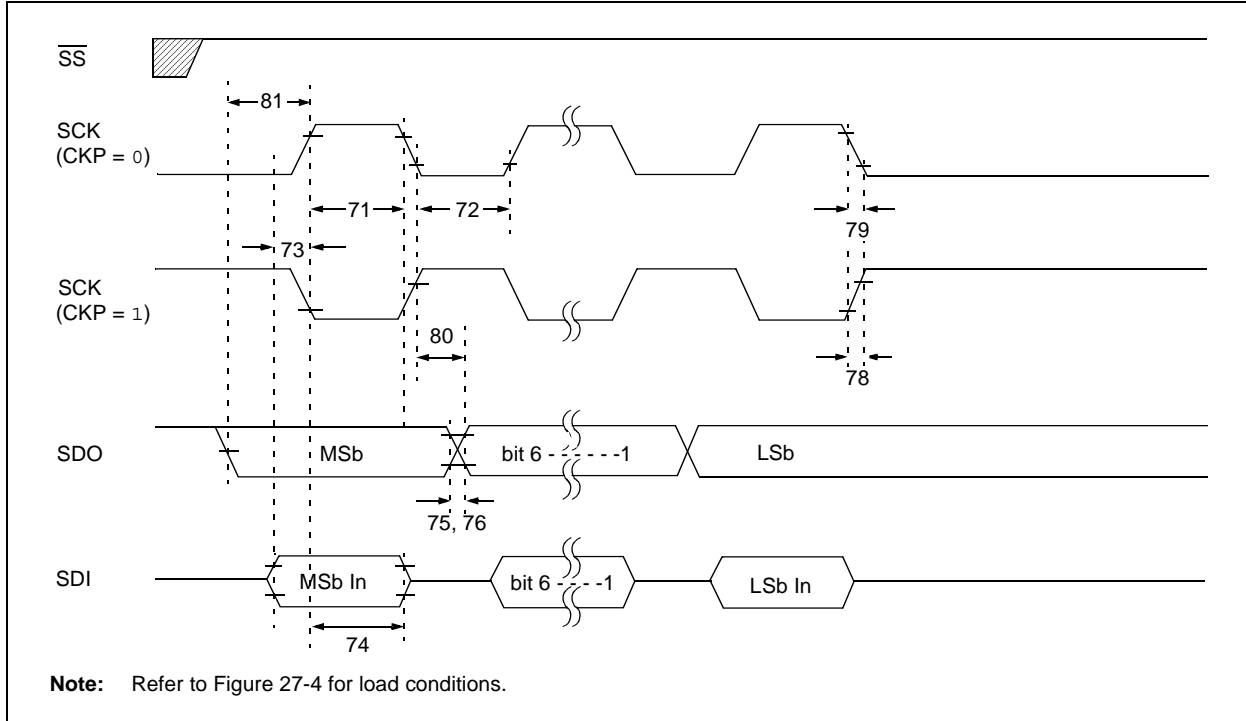 SS
81
SCK
(CKP = 0)
71
72
79
73
SCK
(CKP = 1)
80
78
SDO
MSb
bit 6 - - - - - -1
LSb
75, 76
SDI
MSb In
bit 6 - - - - -1
LSb In
74
Note: Refer to Figure 27-4 for load conditions.